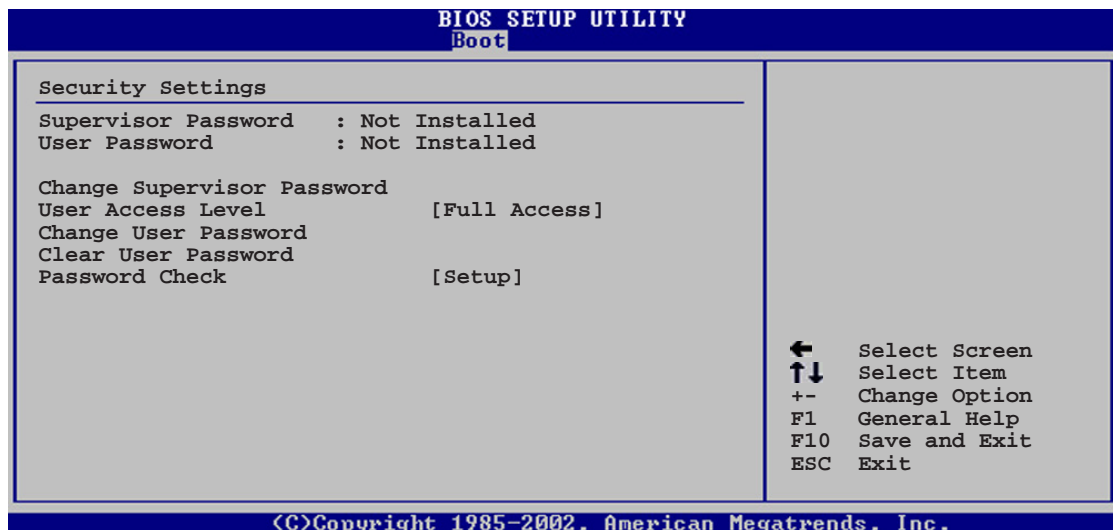 BIOS SETUP UTILITY
Boot
Security Settings
Supervisor Password : Not Installed
User Password : Not Installed
Change Supervisor Password
User Access Level [Full Access]
Change User Password
Clear User Password
Password Check [Setup]
← Select Screen
↑↓ Select Item
+- Change Option
F1 General Help
F10 Save and Exit
ESC Exit
(C)Copyright 1985-2002, American Megatrends, Inc.